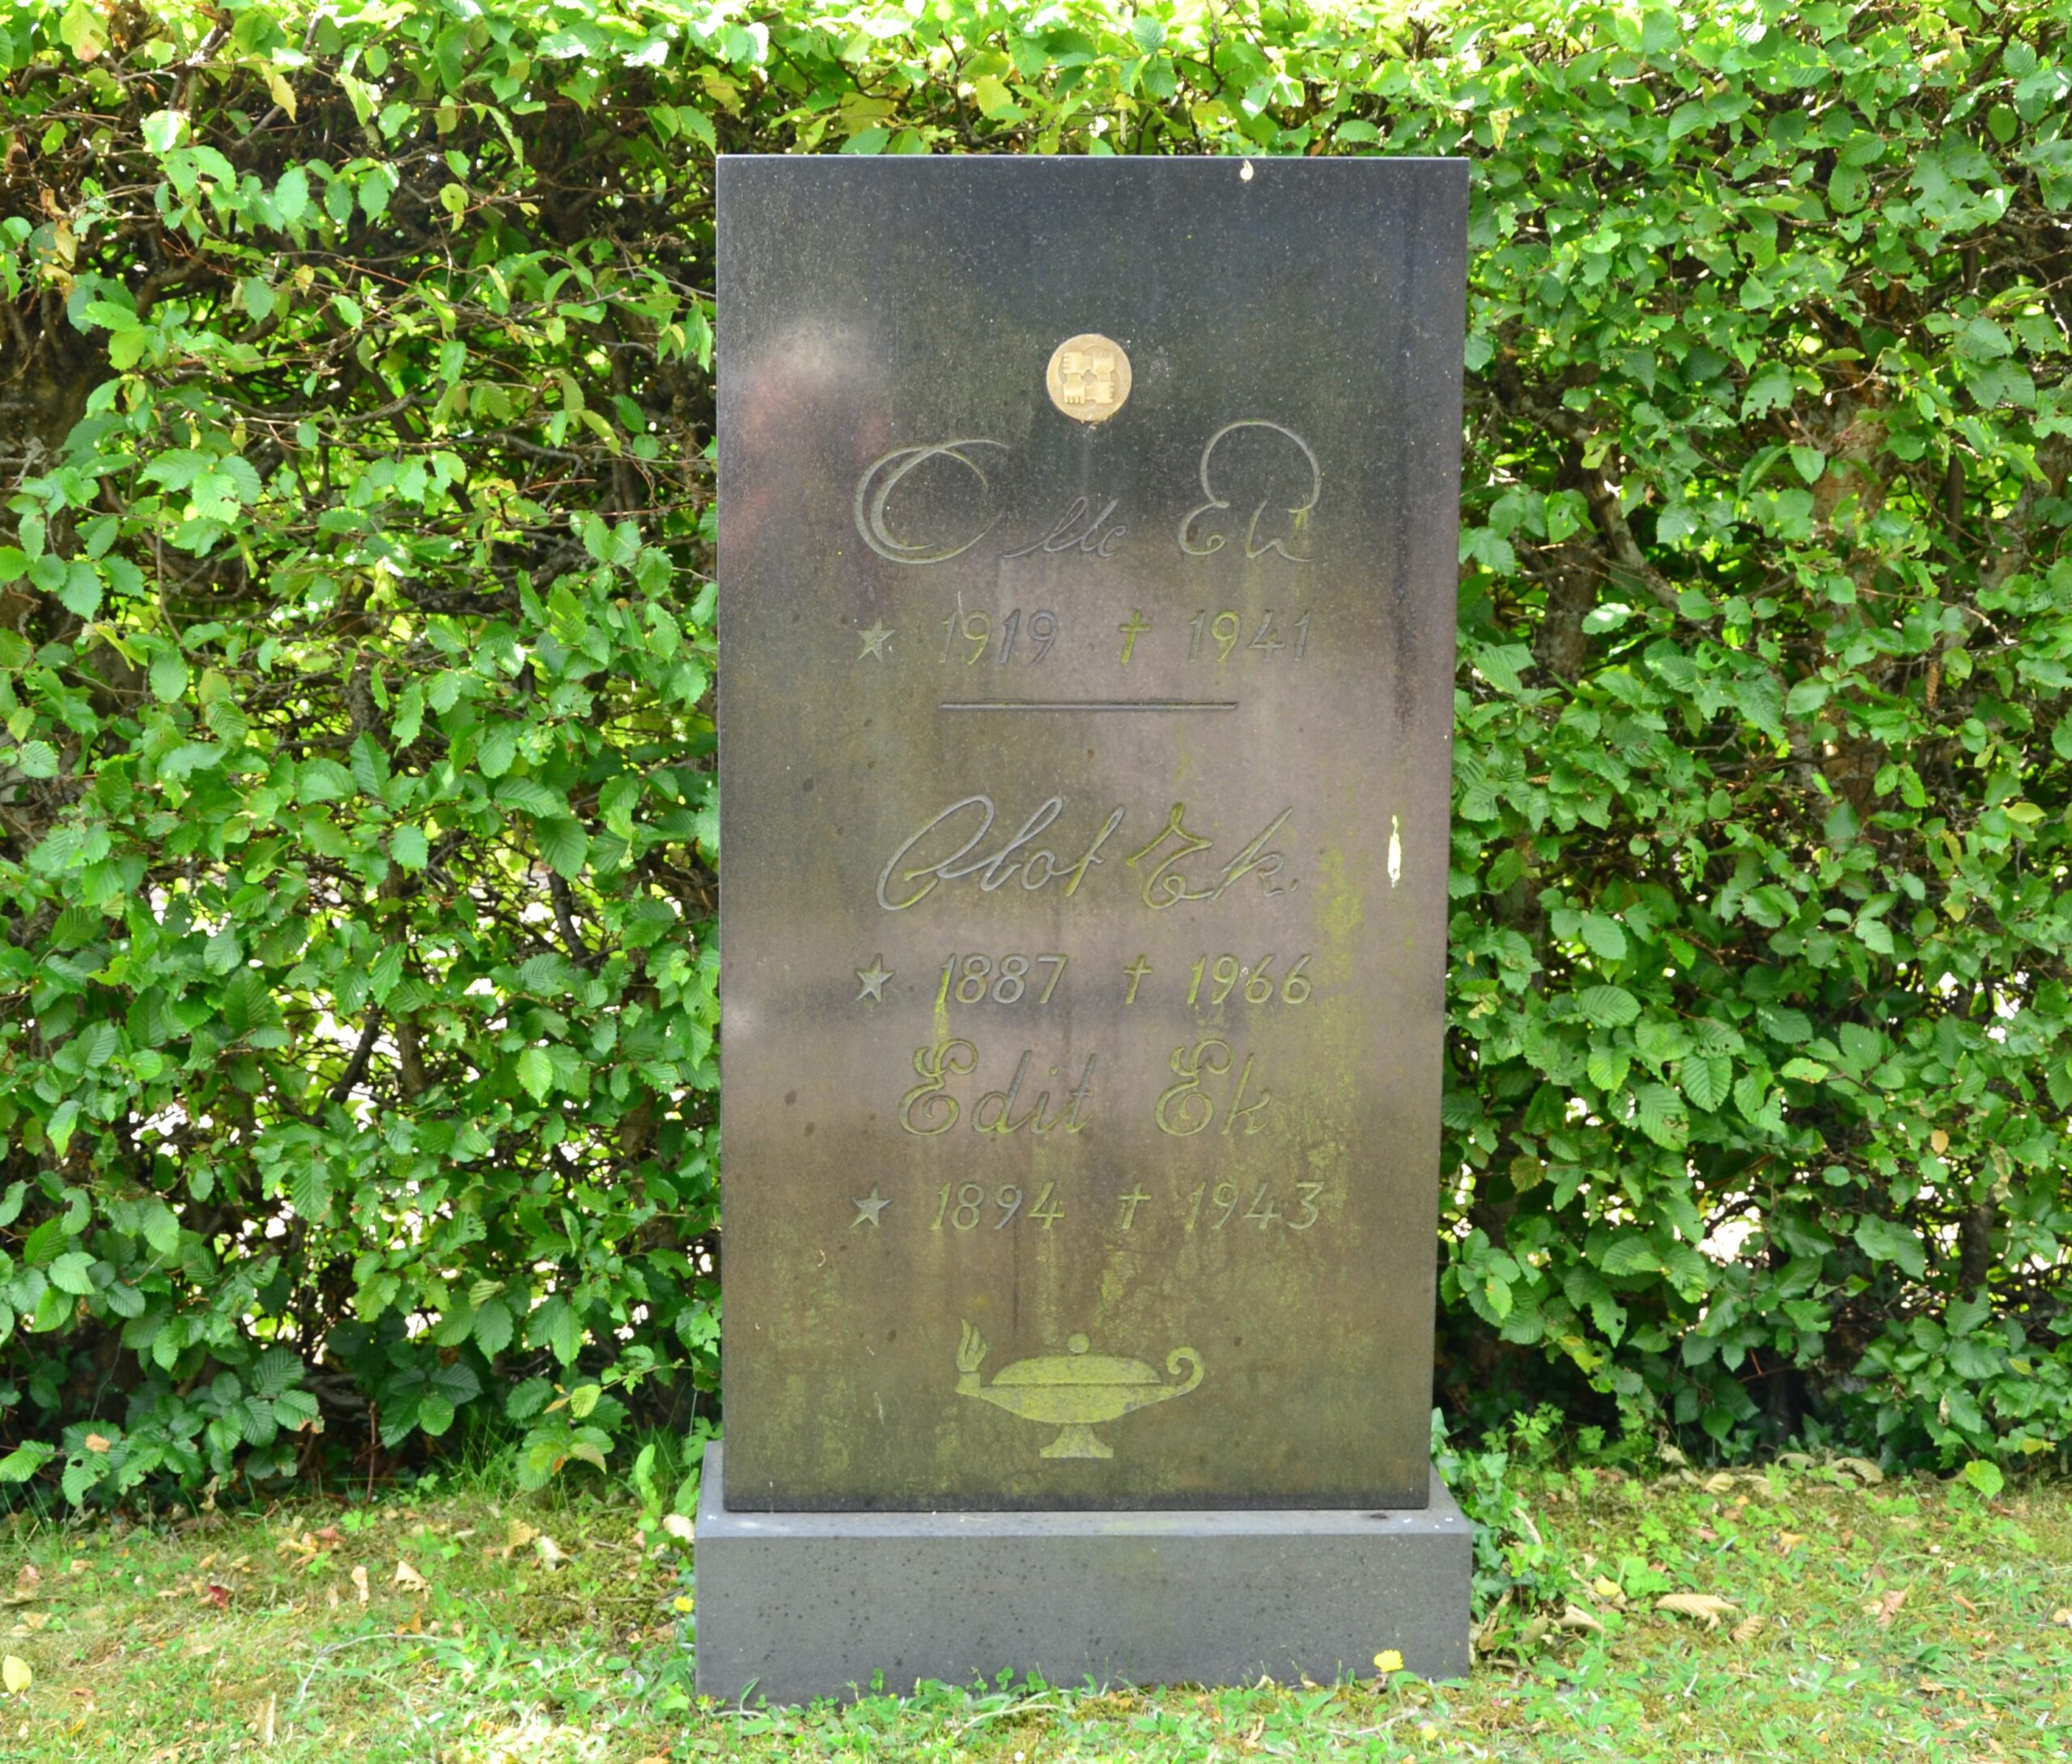 Olle Ek
★ 1919 † 1941
Olof Ek.
★ 1887 † 1966
Edit Ek
★ 1894 † 1943